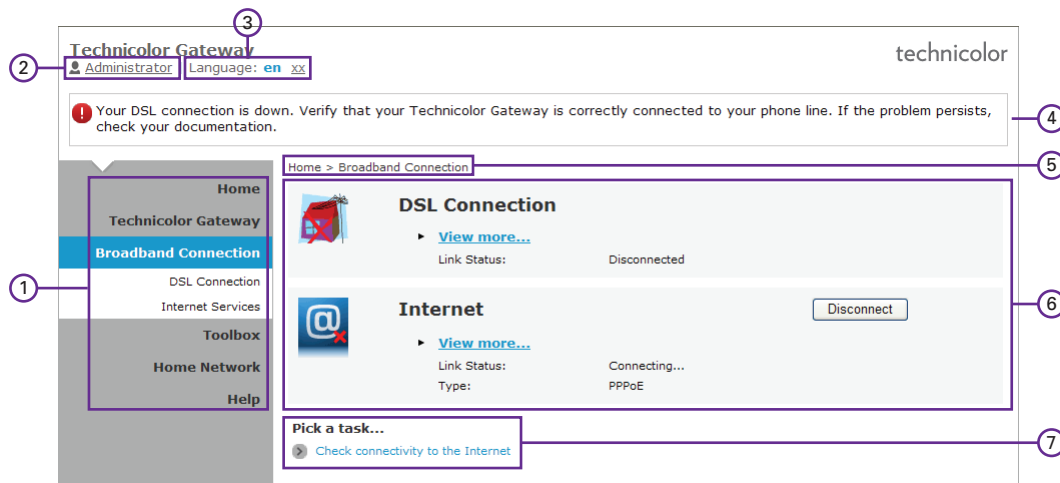 3
Technicolor Gateway
technicolor
2
Administrator
Language: en xx
Your DSL connection is down. Verify that your Technicolor Gateway is correctly connected to your phone line. If the problem persists,
check your documentation.
4
Home > Broadband Connection
5
1
Home
Technicolor Gateway
Broadband Connection
DSL Connection
Internet Services
Toolbox
Home Network
Help
DSL Connection
View more...
Link Status: Disconnected
6
@
Internet
Disconnect
View more...
Link Status: Connecting...
Type: PPPoE
Pick a task...
Check connectivity to the Internet
7